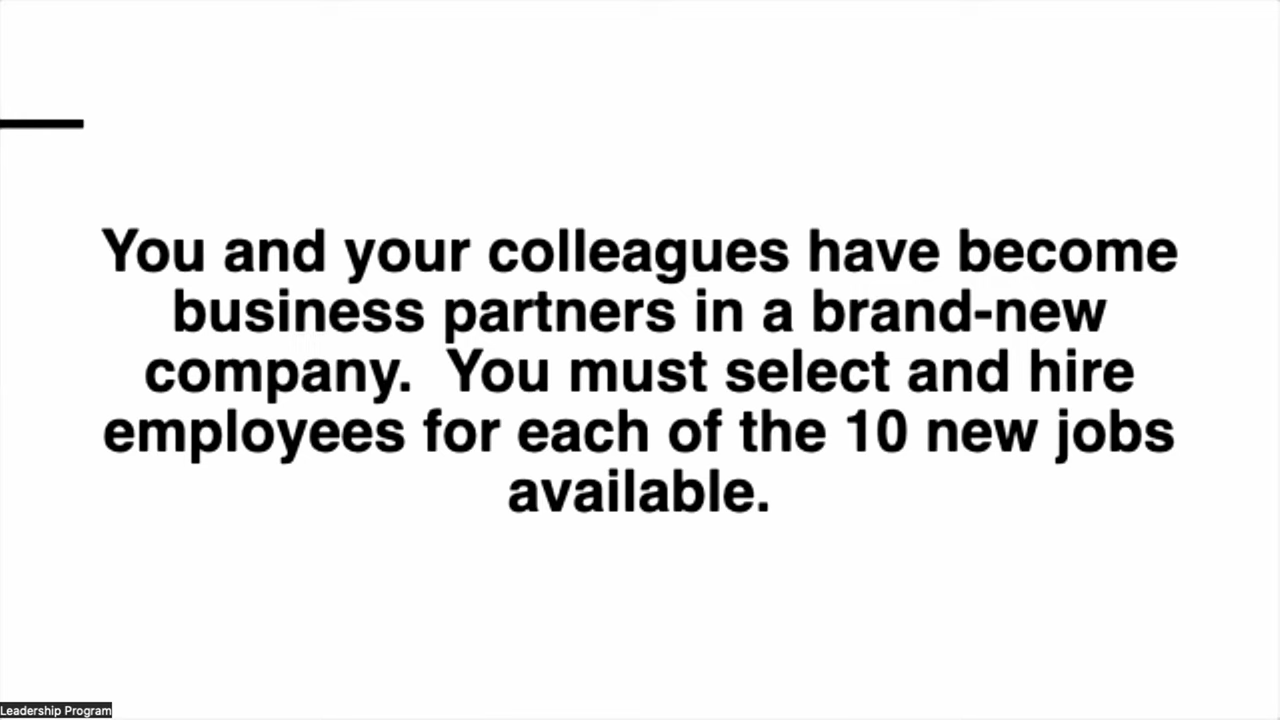 You and your colleagues have become
business partners in a brand-new
company.  You must select and hire
employees for each of the 10 new jobs
available.
Leadership Program